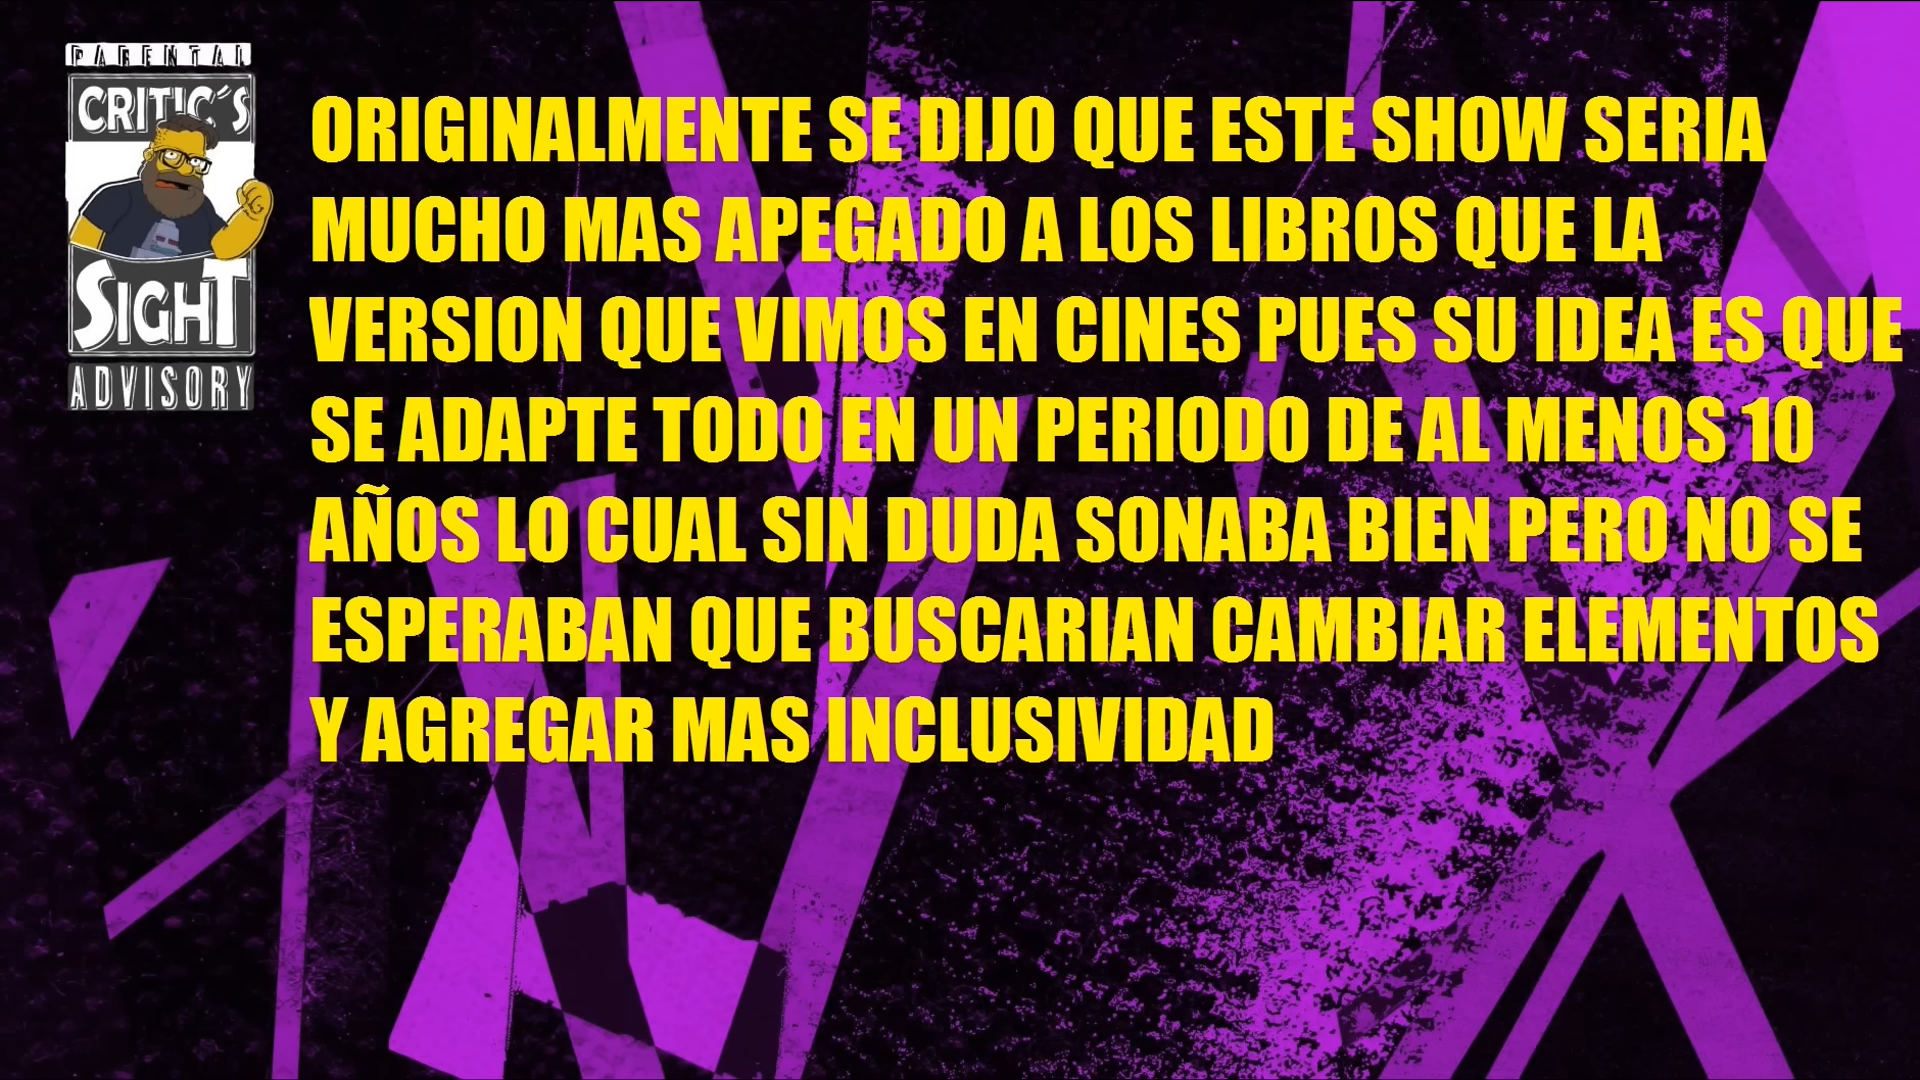 PARENTAL
CRITIC´S
SIGHT
ADVISORY
ORIGINALMENTE SE DIJO QUE ESTE SHOW SERIA
MUCHO MAS APEGADO A LOS LIBROS QUE LA
VERSION QUE VIMOS EN CINES PUES SU IDEA ES QUE
SE ADAPTE TODO EN UN PERIODO DE AL MENOS 10
AÑOS LO CUAL SIN DUDA SONABA BIEN PERO NO SE
ESPERABAN QUE BUSCARIAN CAMBIAR ELEMENTOS
Y AGREGAR MAS INCLUSIVIDAD